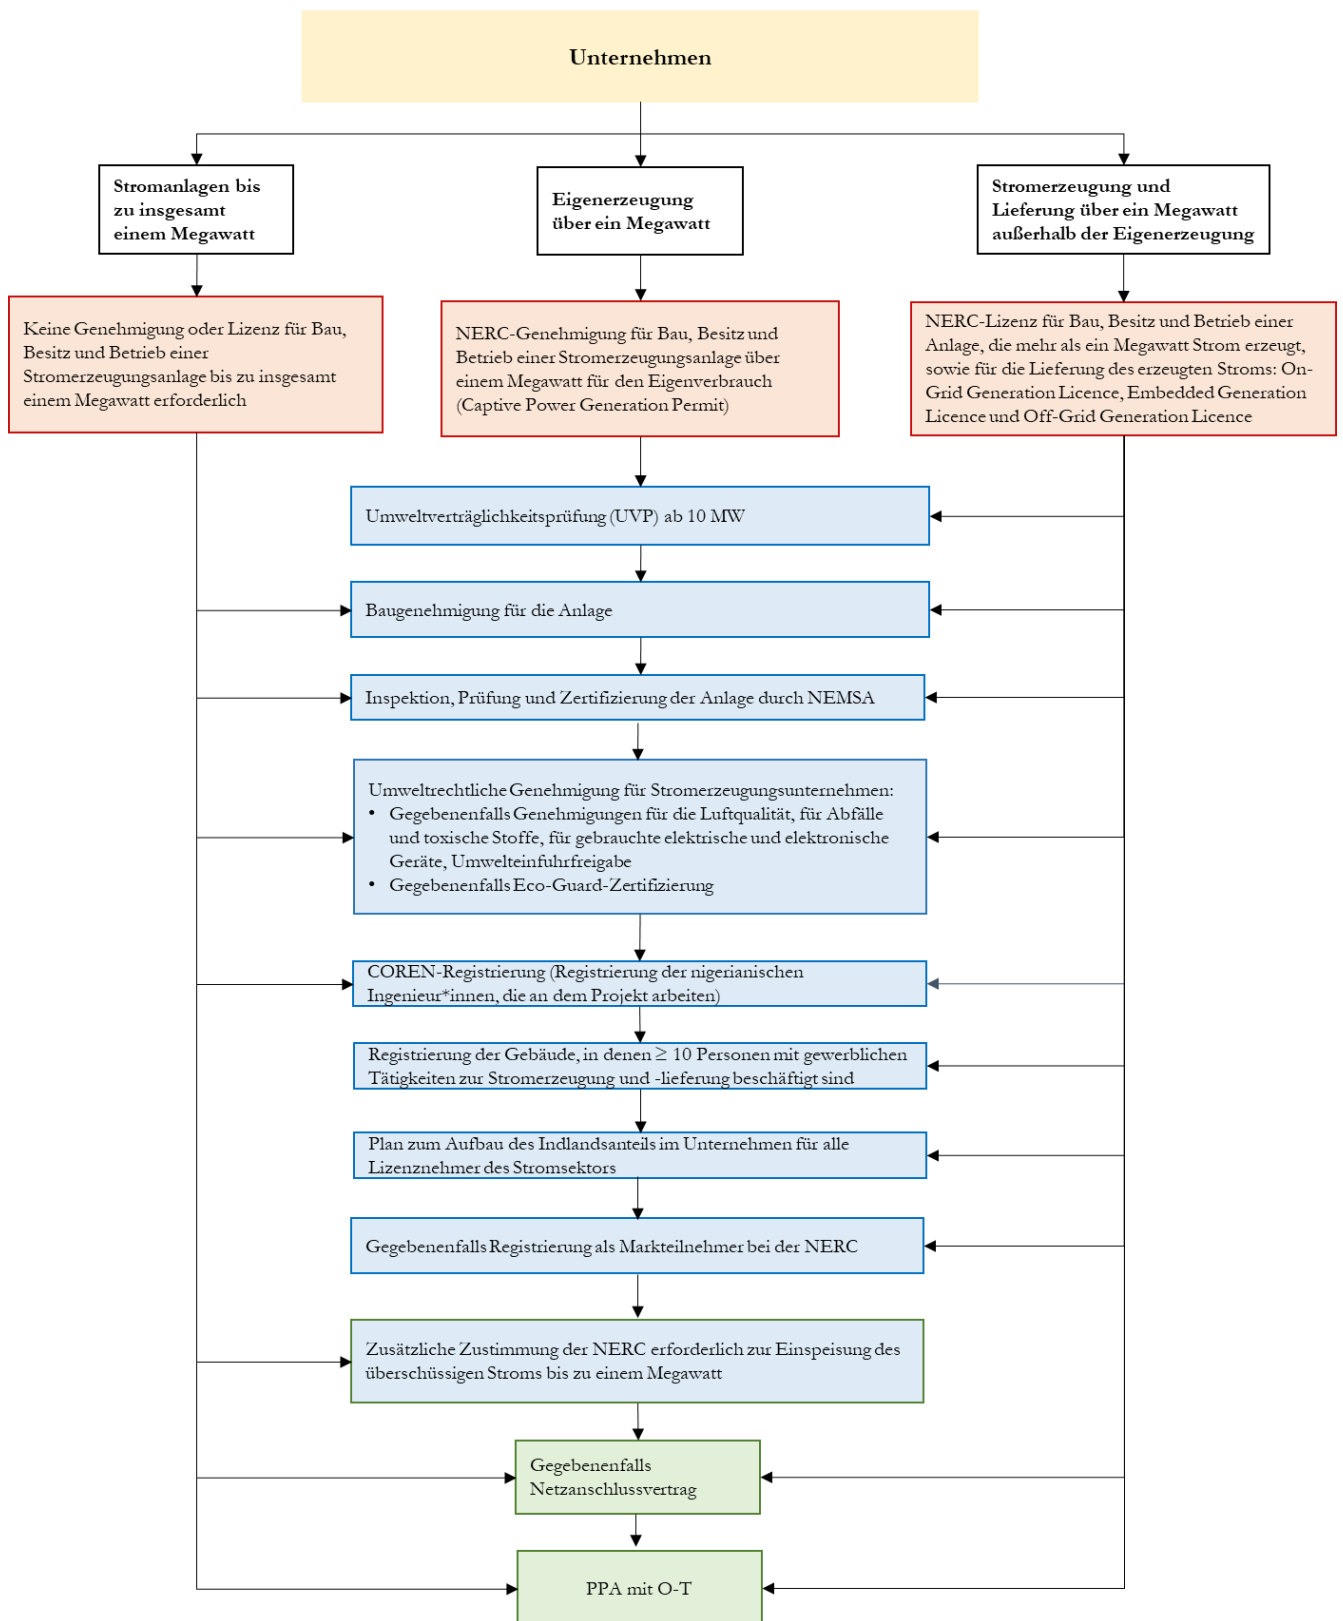 Unternehmen
Stromanlagen bis
zu insgesamt
einem Megawatt
Eigenerzeugung
über ein Megawatt
Stromerzeugung und
Lieferung über ein Megawatt
außerhalb der Eigenerzeugung
Keine Genehmigung oder Lizenz für Bau,
Besitz und Betrieb einer
Stromerzeugungsanlage bis zu insgesamt
einem Megawatt erforderlich
NERC-Genehmigung für Bau, Besitz und
Betrieb einer Stromerzeugungsanlage über
einem Megawatt für den Eigenverbrauch
(Captive Power Generation Permit)
NERC-Lizenz für Bau, Besitz und Betrieb einer
Anlage, die mehr als ein Megawatt Strom erzeugt,
sowie für die Lieferung des erzeugten Stroms: On-
Grid Generation Licence, Embedded Generation
Licence und Off-Grid Generation Licence
Umweltverträglichkeitsprüfung (UVP) ab 10 MW
Baugenehmigung für die Anlage
Inspektion, Prüfung und Zertifizierung der Anlage durch NEMSA
Umweltrechtliche Genehmigung für Stromerzeugungsunternehmen:
• Gegebenenfalls Genehmigungen für die Luftqualität, für Abfälle
und toxische Stoffe, für gebrauchte elektrische und elektronische
Geräte, Umwelteinfuhrfreigabe
• Gegebenenfalls Eco-Guard-Zertifizierung
COREN-Registrierung (Registrierung der nigerianischen
Ingenieur*innen, die an dem Projekt arbeiten)
Registrierung der Gebäude, in denen ≥ 10 Personen mit gewerblichen
Tätigkeiten zur Stromerzeugung und -lieferung beschäftigt sind
Plan zum Aufbau des Indlandsanteils im Unternehmen für alle
Lizenznehmer des Stromsektors
Gegebenenfalls Registrierung als Markteilnehmer bei der NERC
Zusätzliche Zustimmung der NERC erforderlich zur Einspeisung des
überschüssigen Stroms bis zu einem Megawatt
Gegebenenfalls
Netzanschlussvertrag
PPA mit O-T